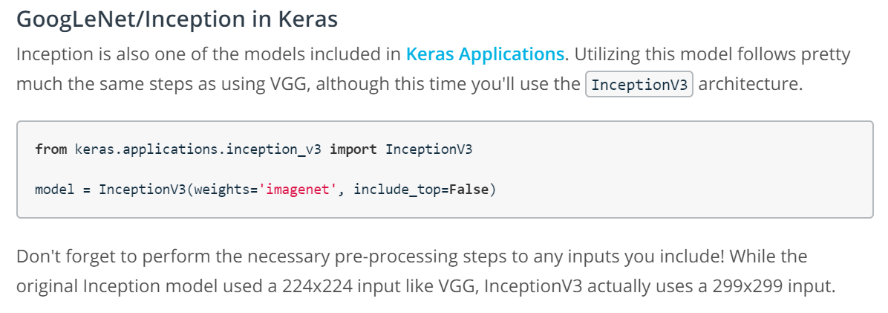 GoogLeNet/Inception in Keras
Inception is also one of the models included in Keras Applications. Utilizing this model follows pretty
much the same steps as using VGG, although this time you'll use the InceptionV3 architecture.
from keras.applications.inception_v3 import InceptionV3
model = InceptionV3(weights='imagenet', include_top=False)
Don't forget to perform the necessary pre-processing steps to any inputs you include! While the
original Inception model used a 224x224 input like VGG, InceptionV3 actually uses a 299x299 input.